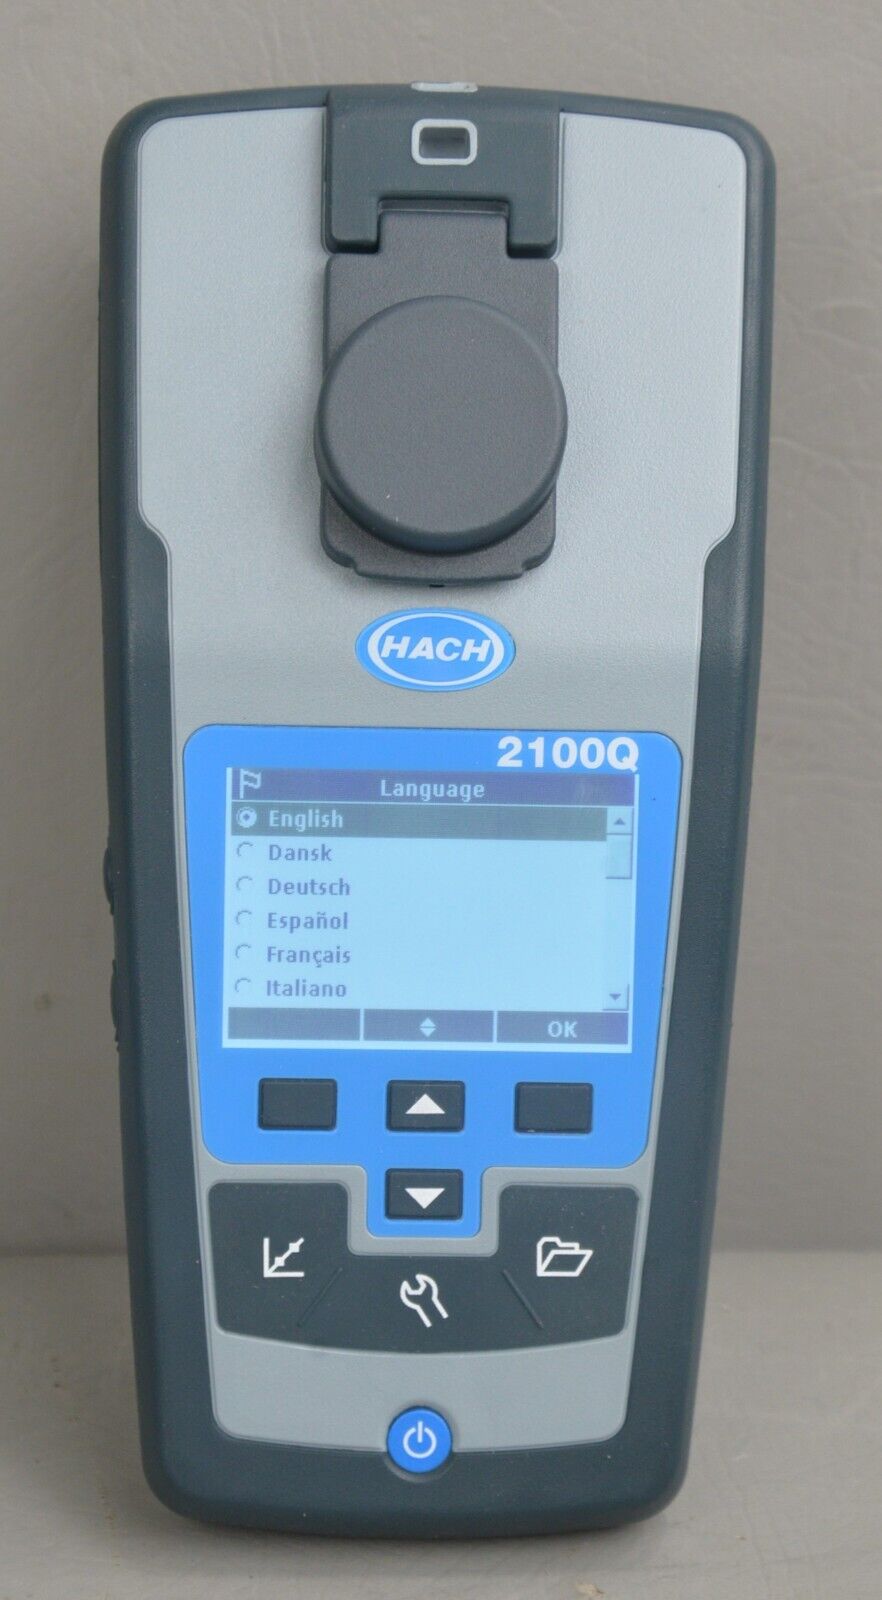 HACH
2100Q
Language
English
Dansk
Deutsch
Español
Français
Italiano
OK